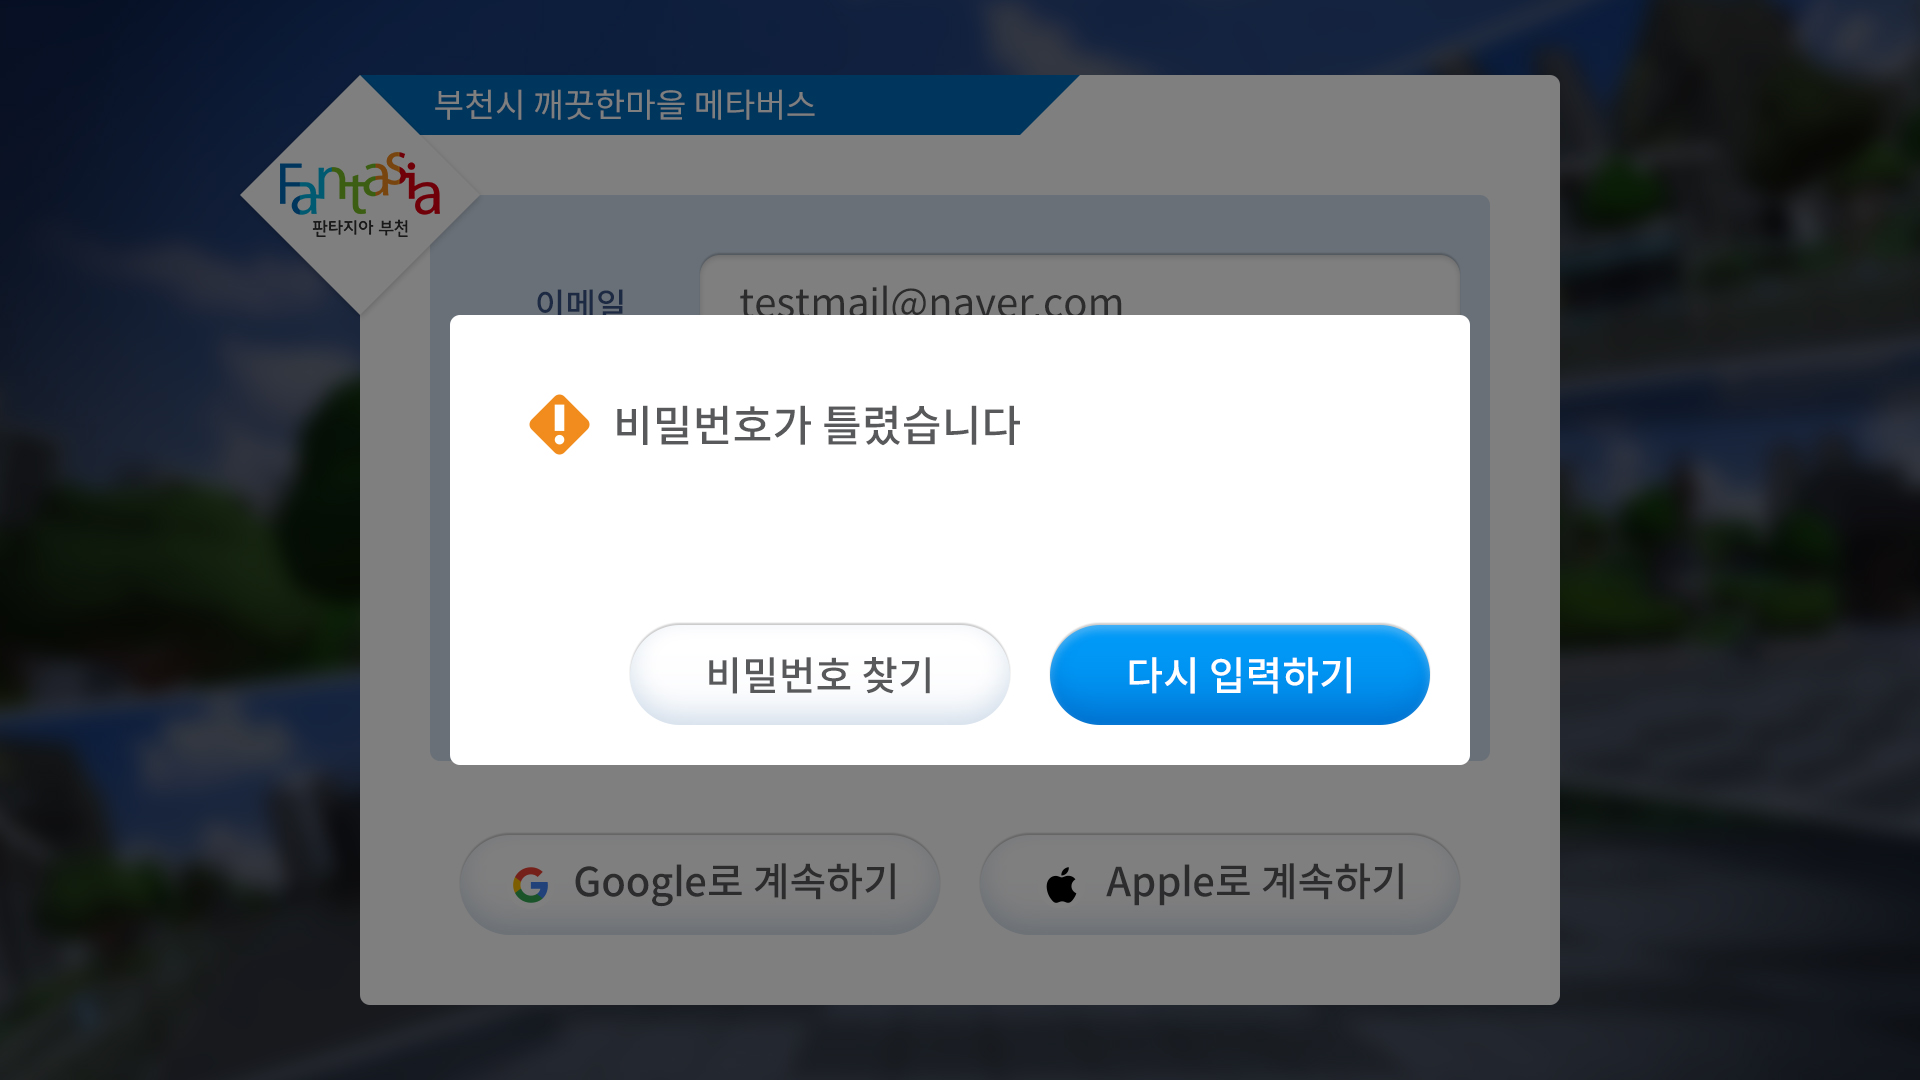 부천시 깨끗한마을 메타버스
Fantasia
판타지아 부천
이메일
testmail@naver.com
비밀번호가 틀렸습니다
비밀번호 찾기
다시 입력하기
Google로 계속하기
Apple로 계속하기